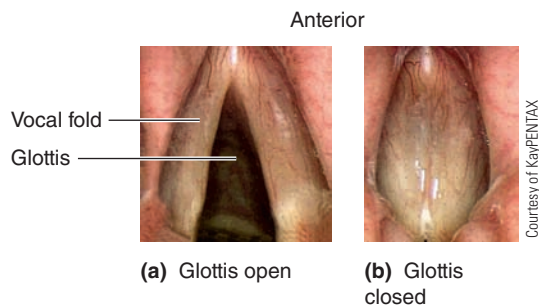 Anterior
Vocal fold
Glottis
(a) Glottis open
(b) Glottis
closed
Courtesy of KayPENTAX